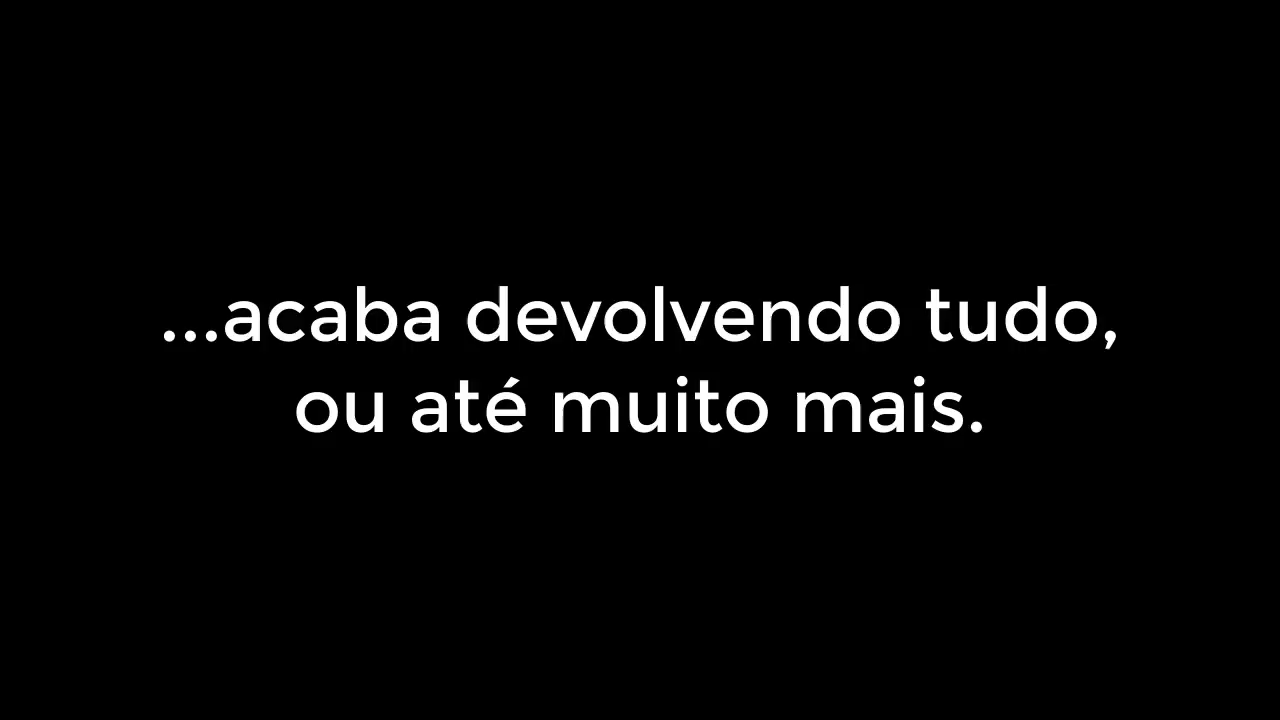 ...acaba devolvendo tudo,
ou até muito mais.